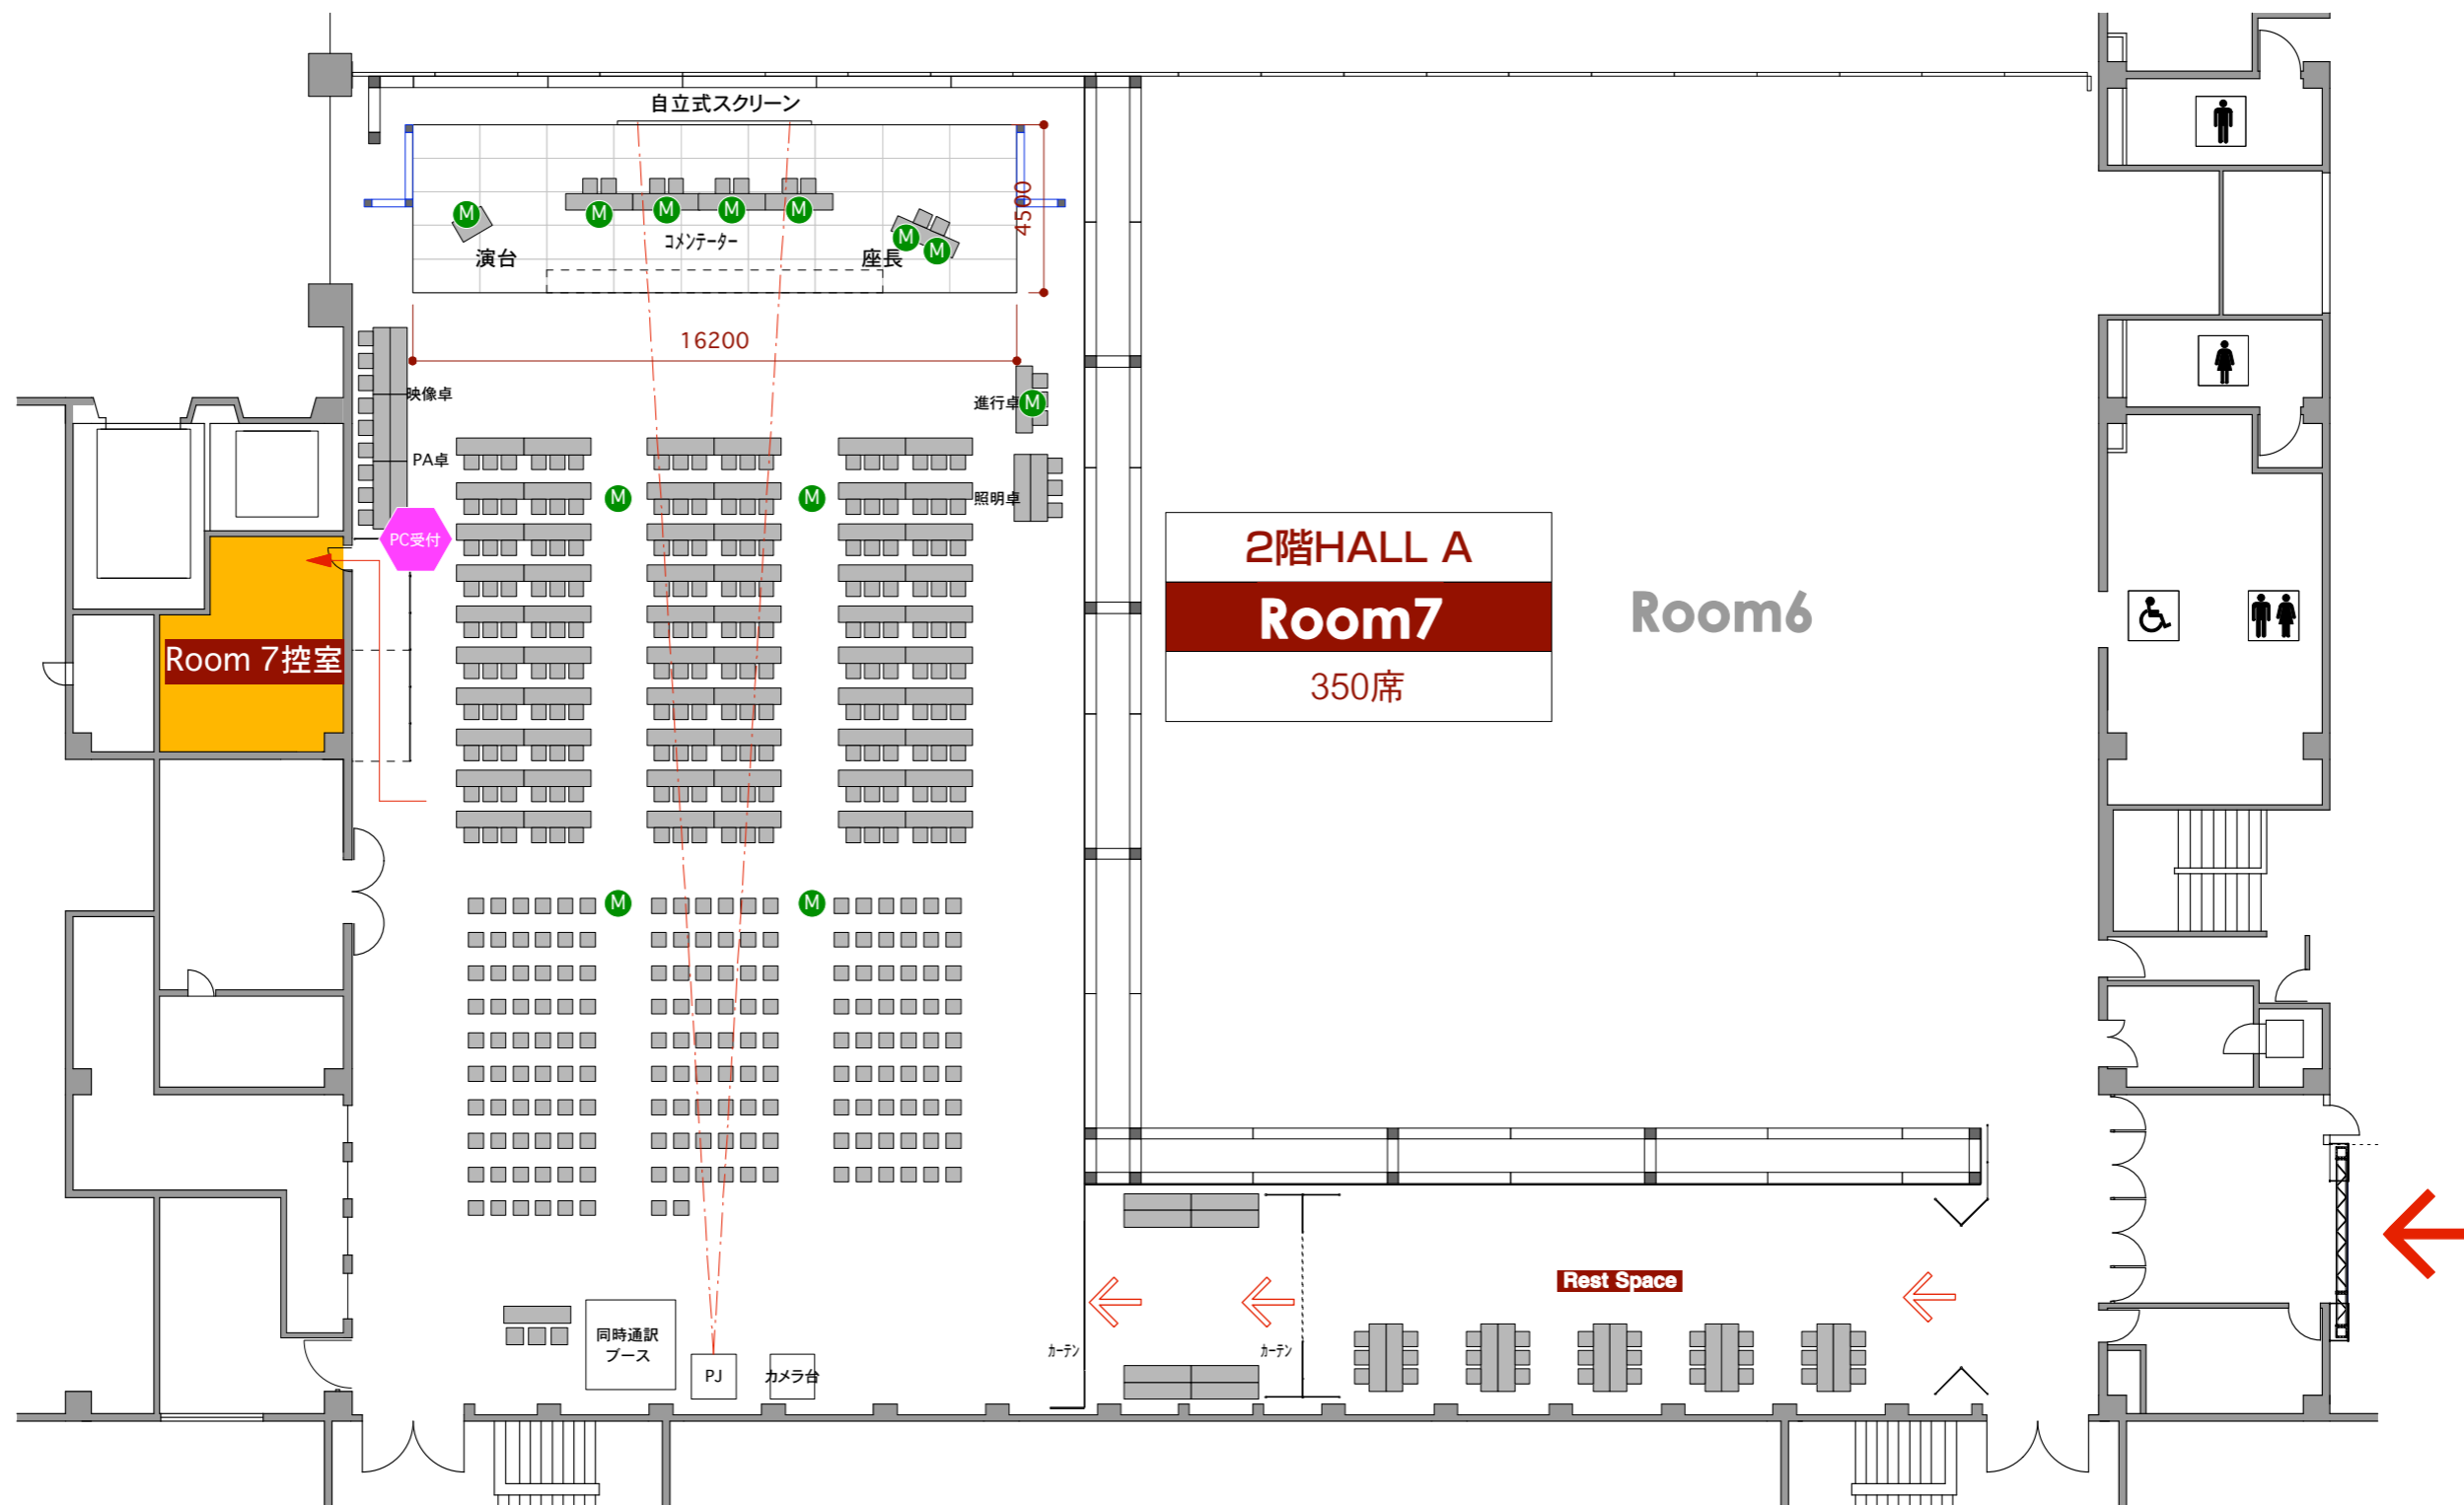 自立式スクリーン
4500
M
M
M
M
M
M
M
コメンテーター
演台
座長
16200
映像卓
進行卓
M
PA卓
照明卓
M
M
PC受付
2階HALL A
Room7
350席
Room6
Room 7控室
M
M
Rest Space
同時通訳
ブース
PJ
カメラ台
カーテン
カーテン